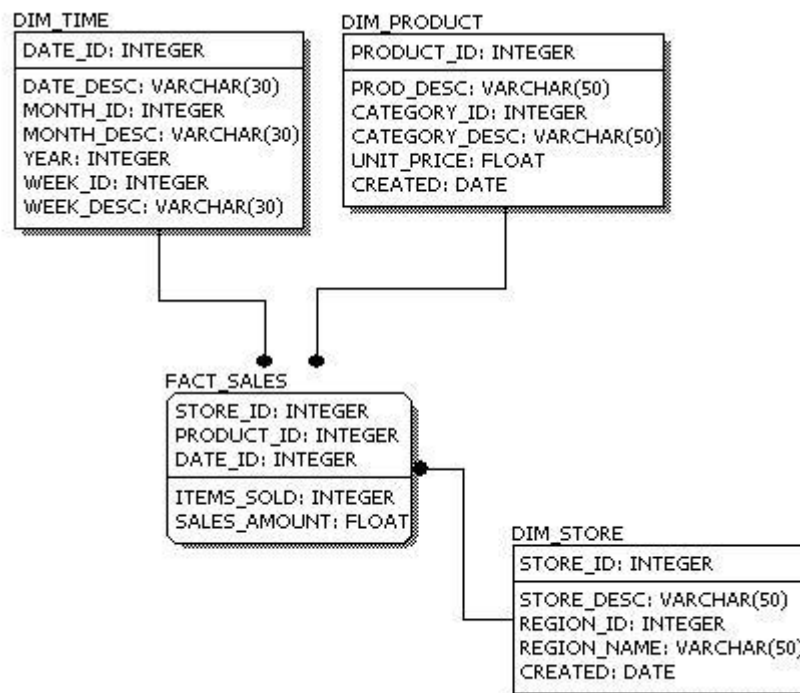 DIM_TIME
DATE_ID: INTEGER
DATE_DESC: VARCHAR(30)
MONTH_ID: INTEGER
MONTH_DESC: VARCHAR(30)
YEAR: INTEGER
WEEK_ID: INTEGER
WEEK_DESC: VARCHAR(30)
DIM_PRODUCT
PRODUCT_ID: INTEGER
PROD_DESC: VARCHAR(50)
CATEGORY_ID: INTEGER
CATEGORY_DESC: VARCHAR(50)
UNIT_PRICE: FLOAT
CREATED: DATE
FACT_SALES
STORE_ID: INTEGER
PRODUCT_ID: INTEGER
DATE_ID: INTEGER
ITEMS_SOLD: INTEGER
SALES_AMOUNT: FLOAT
DIM_STORE
STORE_ID: INTEGER
STORE_DESC: VARCHAR(50)
REGION_ID: INTEGER
REGION_NAME: VARCHAR(50)
CREATED: DATE